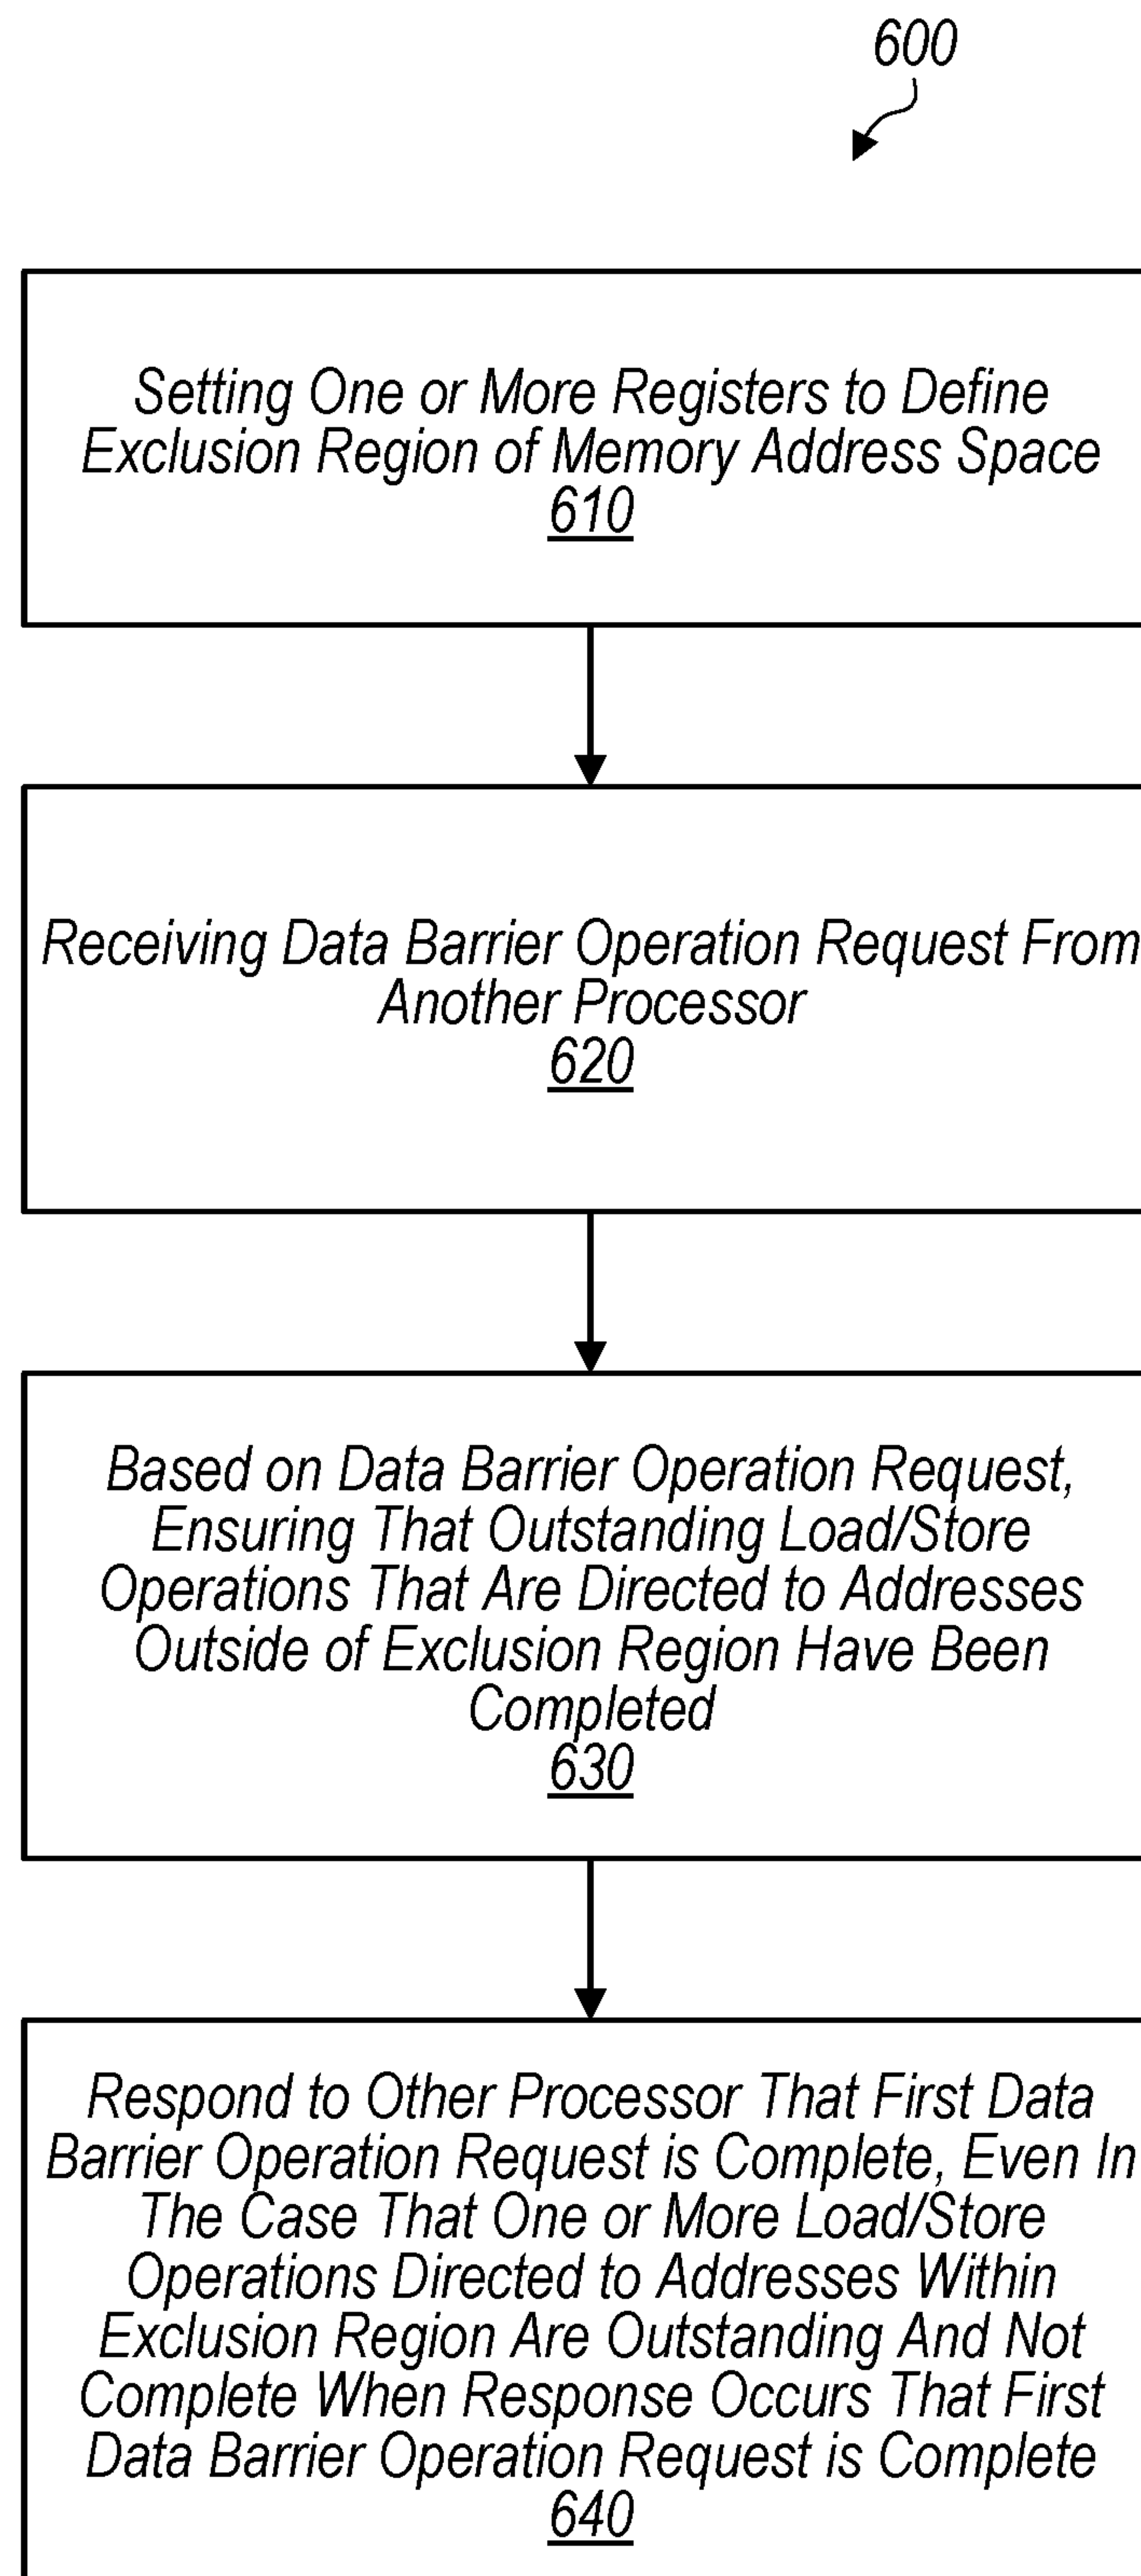 600
Setting One or More Registers to Define
Exclusion Region of Memory Address Space
610
Receiving Data Barrier Operation Request From
Another Processor
620
Based on Data Barrier Operation Request,
Ensuring That Outstanding Load/Store
Operations That Are Directed to Addresses
Outside of Exclusion Region Have Been
Completed
630
Respond to Other Processor That First Data
Barrier Operation Request is Complete, Even In
The Case That One or More Load/Store
Operations Directed to Addresses Within
Exclusion Region Are Outstanding And Not
Complete When Response Occurs That First
Data Barrier Operation Request is Complete
640